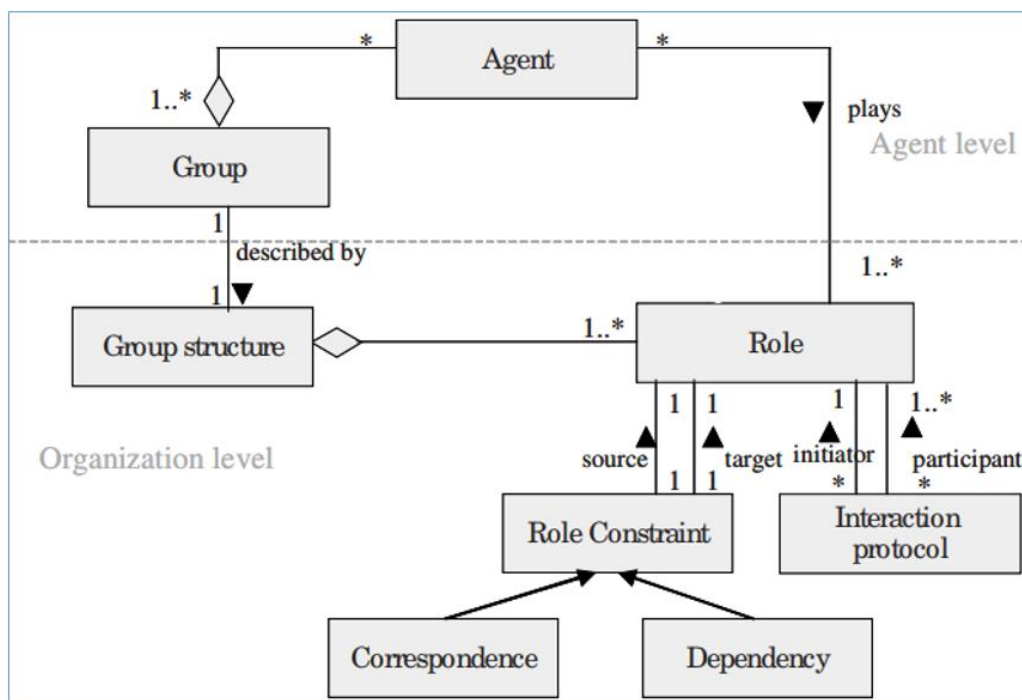 *
Agent
*
1..*
plays
Agent level
Group
1
described by
1..*
1
Group structure
1..*
Role
Organization level
1
1
1
1..*
source
target
initiator
participant
1
1
*
*
Role Constraint
Interaction
protocol
Correspondence
Dependency